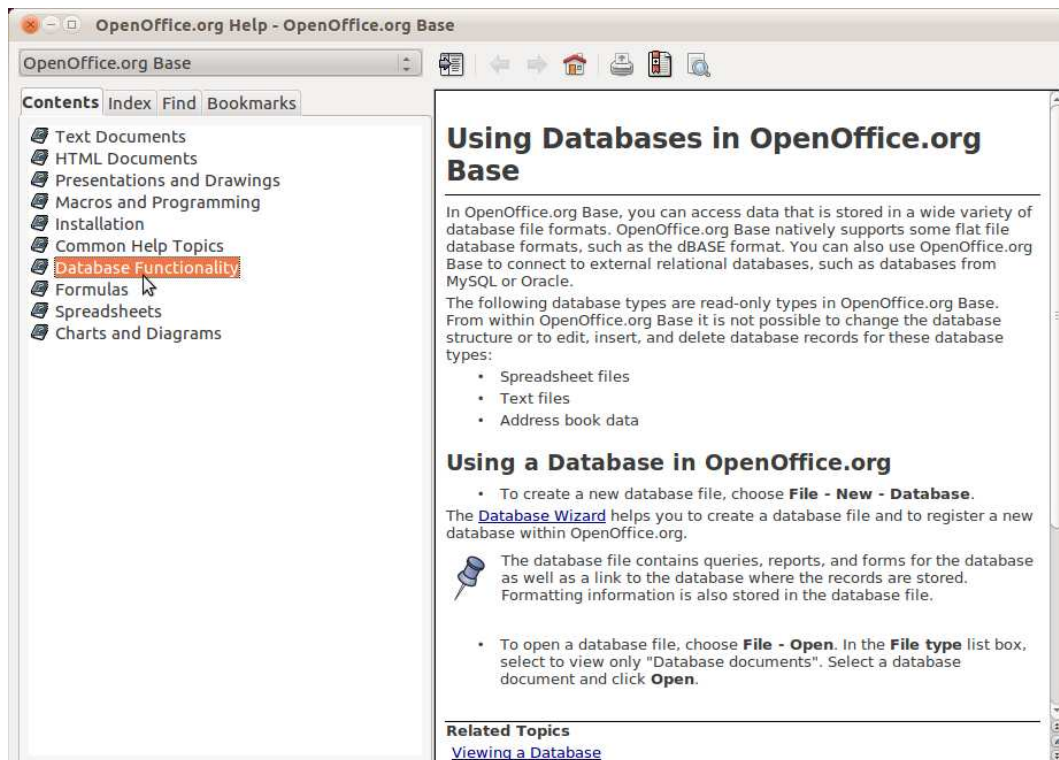 OpenOffice.org Help - OpenOffice.org Base
OpenOffice.org Base
Contents Index Find Bookmarks
Text Documents
HTML Documents
Presentations and Drawings
Macros and Programming
Installation
Common Help Topics
Database Functionality
Formulas
Spreadsheets
Charts and Diagrams
Using Databases in OpenOffice.org
Base
In OpenOffice.org Base, you can access data that is stored in a wide variety of
database file formats. OpenOffice.org Base natively supports some flat file
database formats, such as the dBASE format. You can also use OpenOffice.org
Base to connect to external relational databases, such as databases from
MySQL or Oracle.
The following database types are read-only types in OpenOffice.org Base.
From within OpenOffice.org Base it is not possible to change the database
structure or to edit, insert, and delete database records for these database
types:
• Spreadsheet files
• Text files
• Address book data
Using a Database in OpenOffice.org
• To create a new database file, choose File - New - Database.
The Database Wizard helps you to create a database file and to register a new
database within OpenOffice.org.
The database file contains queries, reports, and forms for the database
as well as a link to the database where the records are stored.
Formatting information is also stored in the database file.
• To open a database file, choose File - Open. In the File type list box,
select to view only "Database documents". Select a database
document and click Open.
Related Topics
Viewing a Database